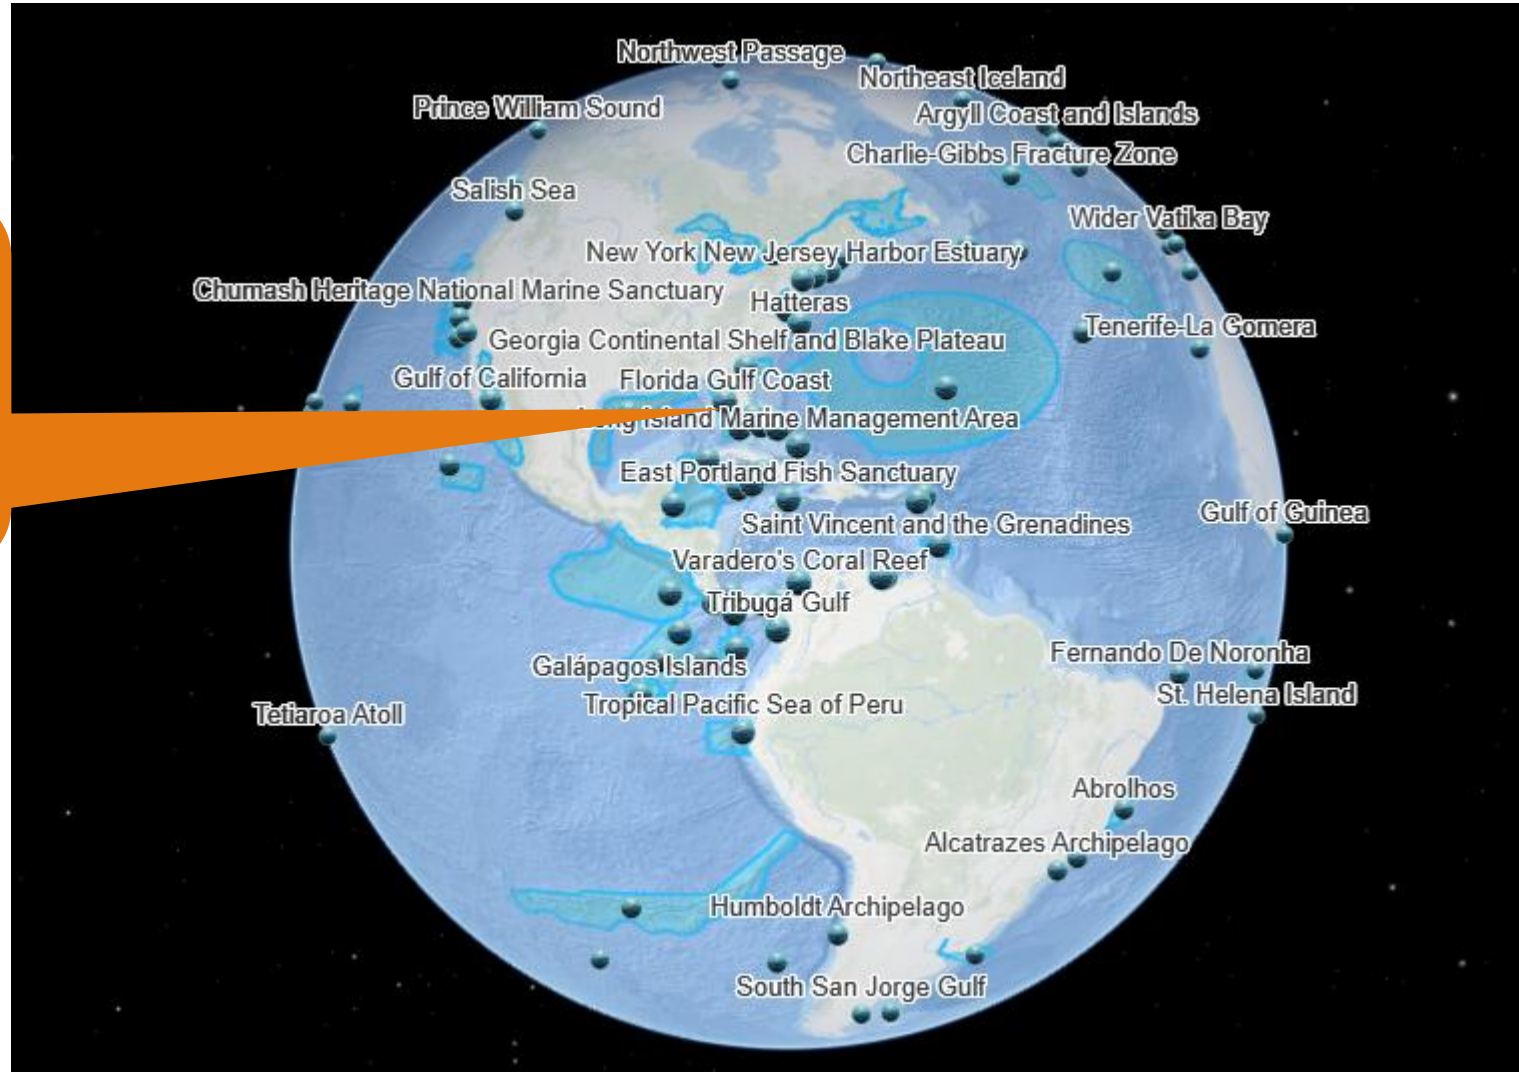 Northwest Passage
Northeast Iceland
Prince William Sound
Argyll Coast and Islands
Charlie-Gibbs Fracture Zone
Salish Sea
Wider Vatika Bay
New York New Jersey Harbor Estuary
Chumash Heritage National Marine Sanctuary
Hatteras
Tenerife-La Gomera
Georgia Continental Shelf and Blake Plateau
Gulf of California
Florida Gulf Coast
Island Marine Management Area
East Portland Fish Sanctuary
Gulf of Guinea
Saint Vincent and the Grenadines
Varadero's Coral Reef
Tribugá Gulf
Fernando De Noronha
Galápagos Islands
St. Helena Island
Tropical Pacific Sea of Peru
Tetiaroa Atoll
Abrolhos
Alcatrazes Archipelago
Humboldt Archipelago
South San Jorge Gulf